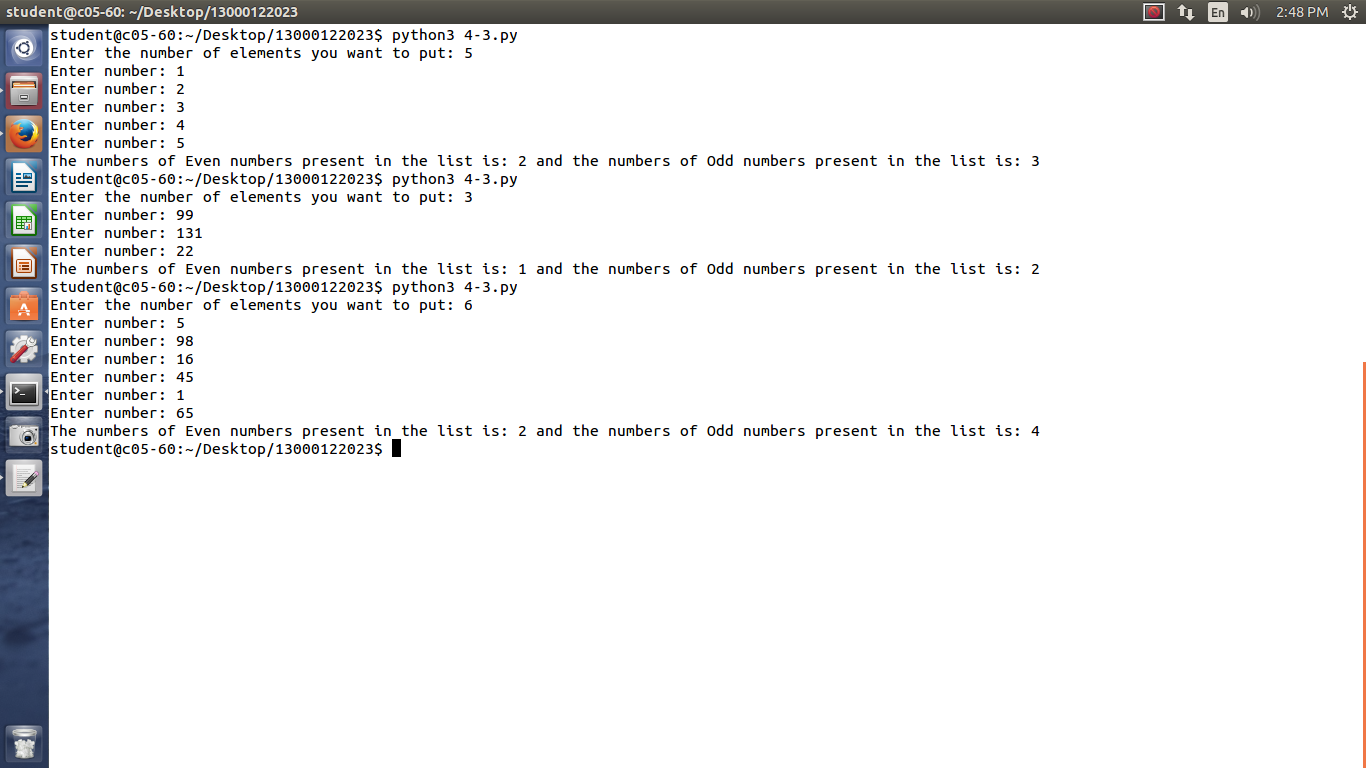 student@c05-60: ~/Desktop/13000122023
En
2:48 PM
student@c05-60:~/Desktop/13000122023$ python3 4-3.py
Enter the number of elements you want to put: 5
Enter number: 1
Enter number: 2
Enter number: 3
Enter number: 4
Enter number: 5
The numbers of Even numbers present in the list is: 2 and the numbers of Odd numbers present in the list is: 3
student@c05-60:~/Desktop/13000122023$ python3 4-3.py
Enter the number of elements you want to put: 3
Enter number: 99
Enter number: 131
Enter number: 22
The numbers of Even numbers present in the list is: 1 and the numbers of Odd numbers present in the list is: 2
student@c05-60:~/Desktop/13000122023$ python3 4-3.py
Enter the number of elements you want to put: 6
Enter number: 5
Enter number: 98
Enter number: 16
Enter number: 45
Enter number: 1
Enter number: 65
The numbers of Even numbers present in the list is: 2 and the numbers of Odd numbers present in the list is: 4
student@c05-60:~/Desktop/13000122023$